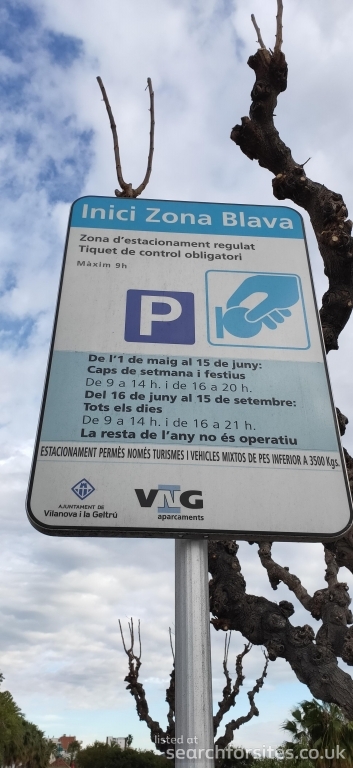 Inici Zona Blava
Zona d'estacionament regulat
Tiquet de control obligatori
Màxim 9h
P
De l'1 de maig al 15 de juny:
Caps de setmana i festius
De 9 a 14 h. i de 16 a 20 h.
Del 16 de juny al 15 de setembre:
Tots els dies
De 9 a 14 h. i de 16 a 21 h.
La resta de l'any no és operatiu
ESTACIONAMENT PERMÈS NOMÉS TURISMES I VEHICLES MIXTOS DE PES INFERIOR A 3500 Kgs.
AJUNTAMENT DE
Vilanova i la Geltrú
VNG
aparcaments
listed at
searchforsites.co.uk